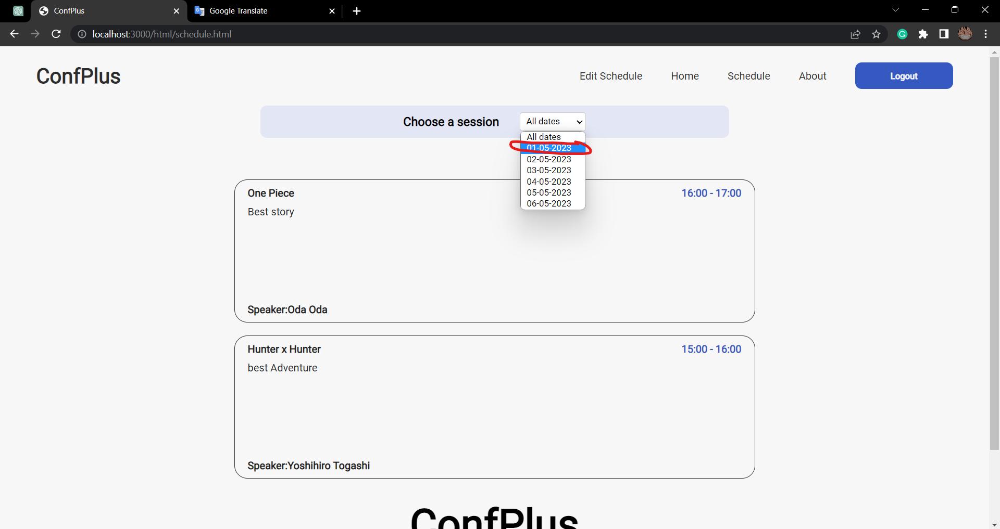 ConfPlus
Google Translate
localhost:3000/html/schedule.html
ConfPlus
Edit Schedule
Home
Schedule
About
Logout
Choose a session
All dates
All dates
01-05-2023
02-05-2023
03-05-2023
04-05-2023
05-05-2023
06-05-2023
One Piece
16:00 - 17:00
Best story
Speaker:Oda Oda
Hunter x Hunter
15:00 - 16:00
best Adventure
Speaker:Yoshihiro Togashi
ConfPlus